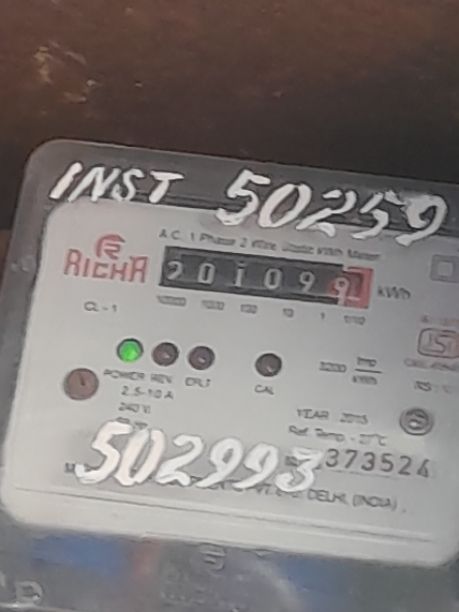 INST 50259
A.C. 1 Phase 2 Wire Static kWh Meter
RICHA
20109 9 kWh
10000 1000 100 10 1 1/10
CL - 1
POWER REV. E/FLT CAL
3200 imp
kWh
2.5-10 A
240 V
YEAR 2015
Ref. Temp. - 27°C
502993
373524
DELHI, (INDIA)